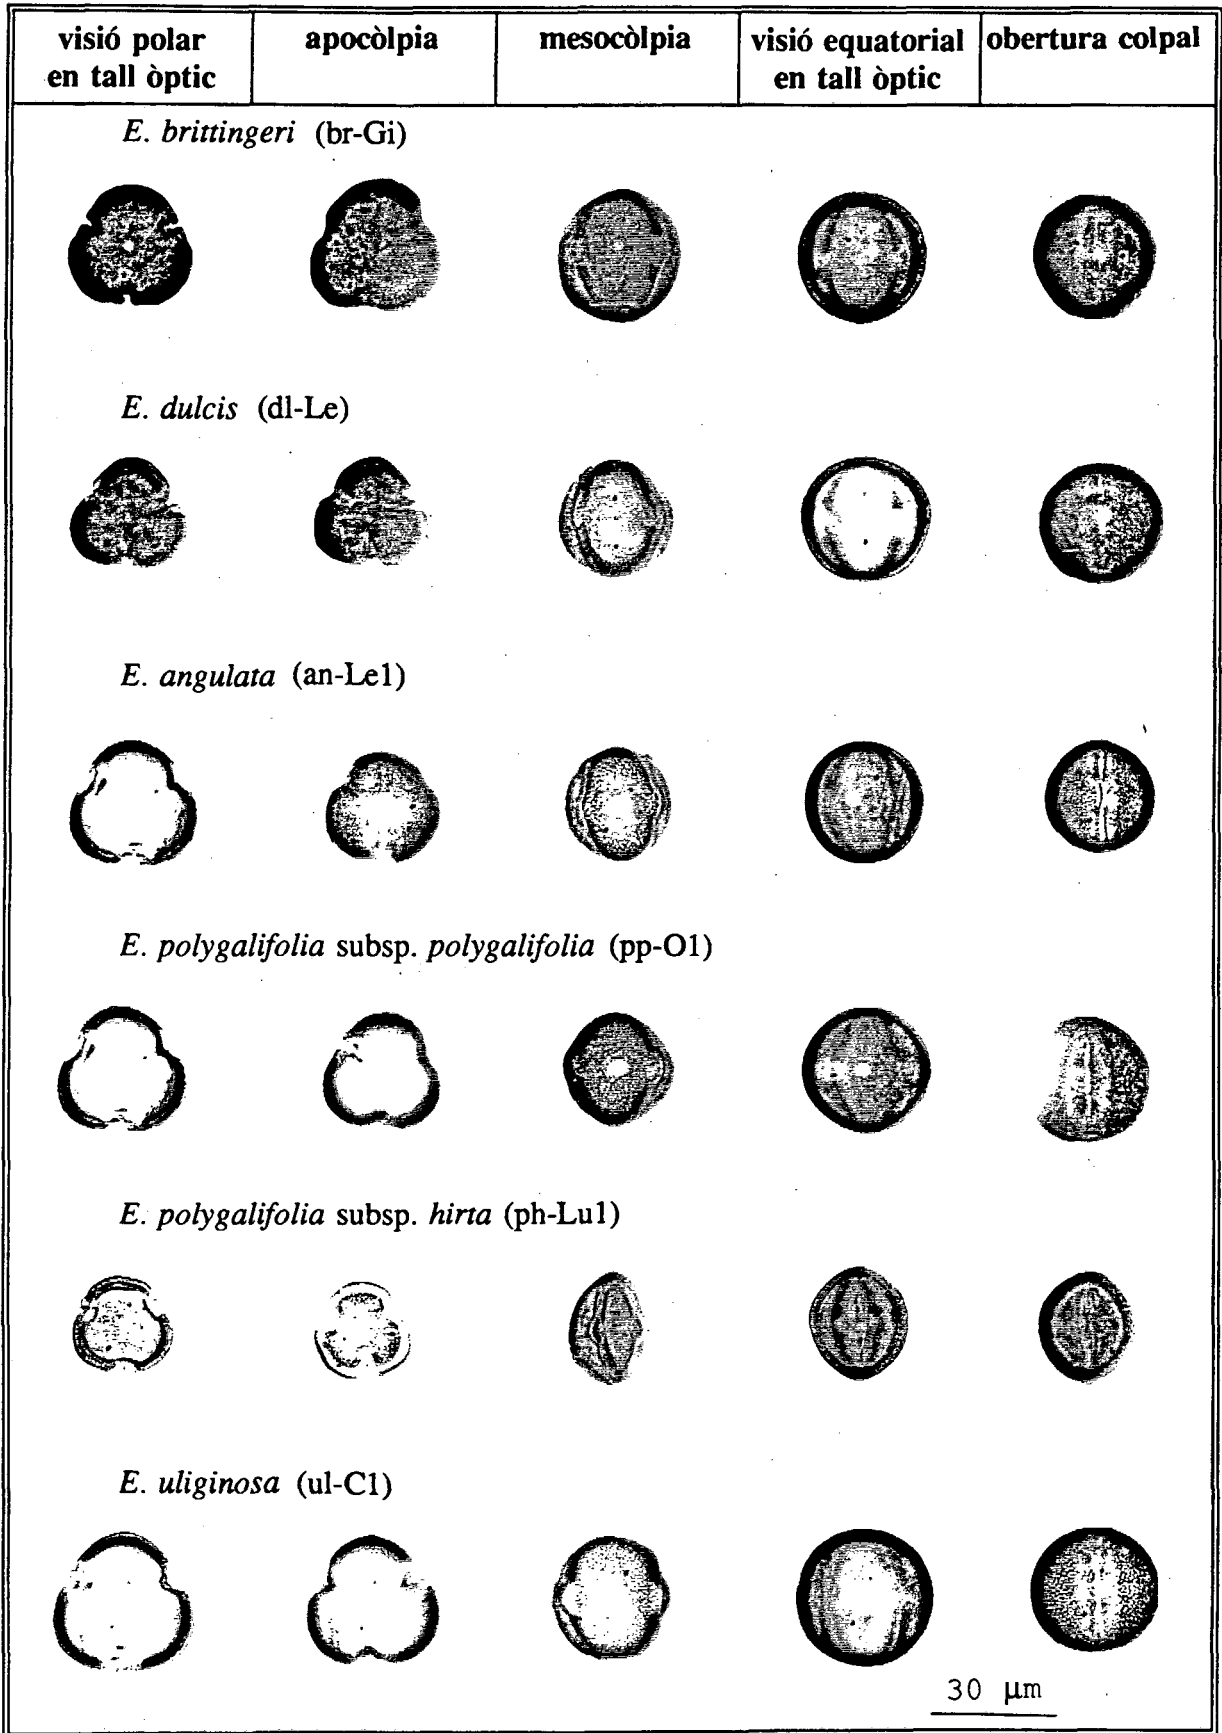 visió polar
en tall òptic
apocòlpia
mesocòlpia
visió equatorial
en tall òptic
obertura colpal
E. brittingeri (br-Gi)
E. dulcis (dl-Le)
E. angulata (an-Le1)
E. polygalifolia subsp. polygalifolia (pp-O1)
E. polygalifolia subsp. hirta (ph-Lu1)
E. uliginosa (ul-C1)
30 µm